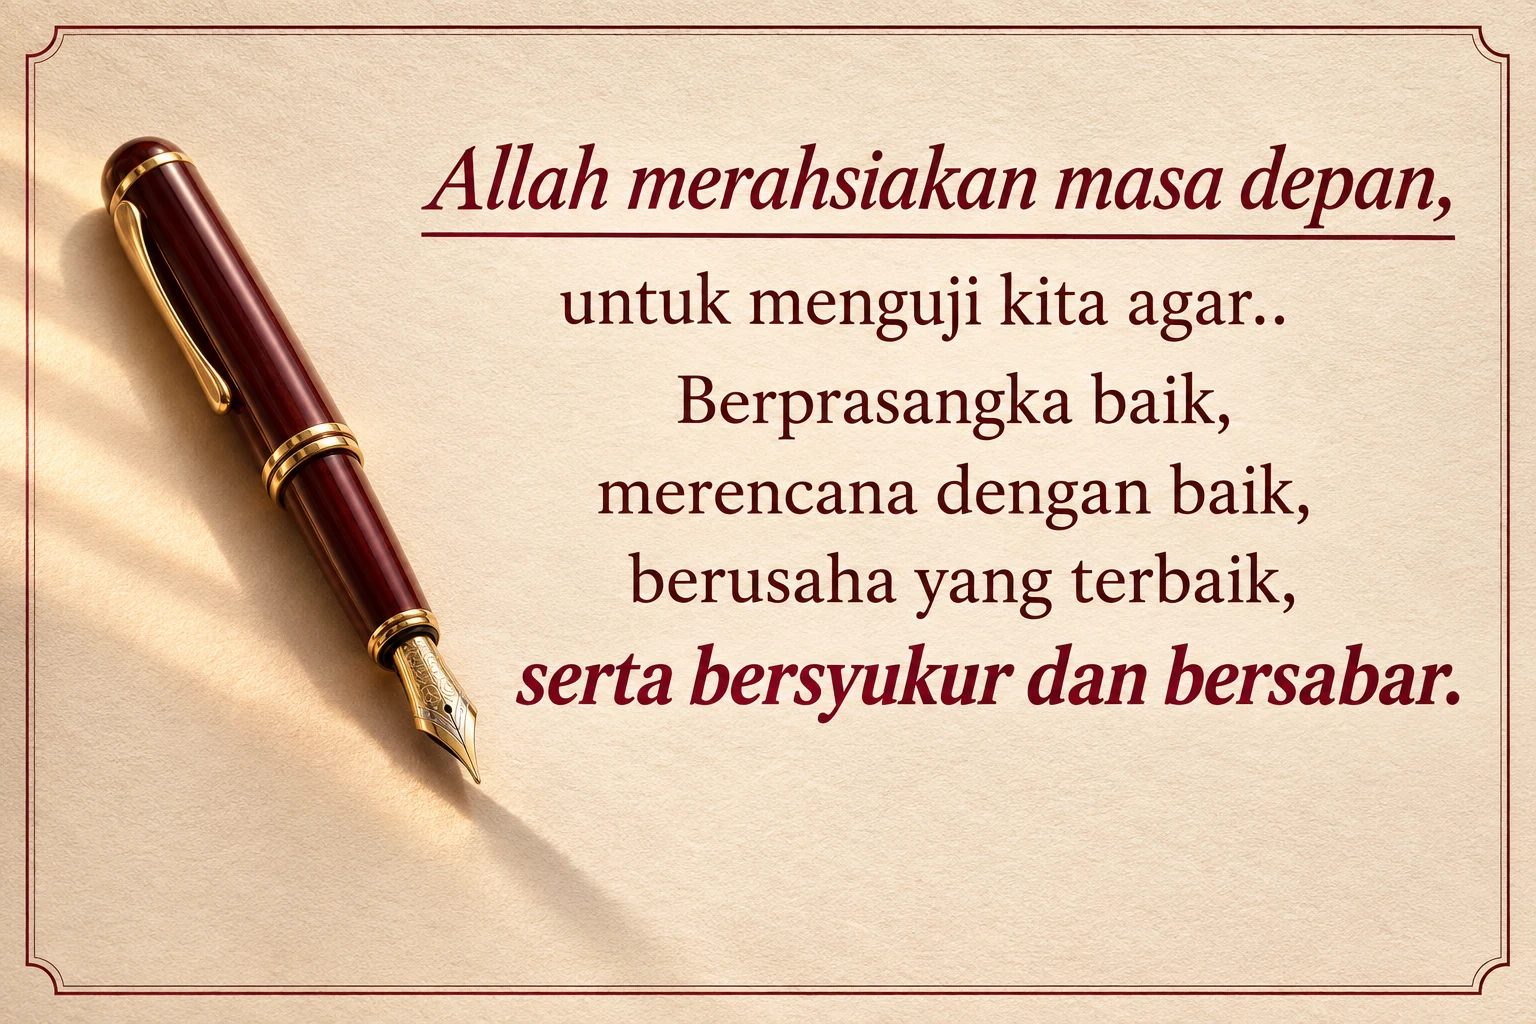 Allah merahsiakan masa depan,
untuk menguji kita agar..
Berprasangka baik,
merencana dengan baik,
berusaha yang terbaik,
serta bersyukur dan bersabar.